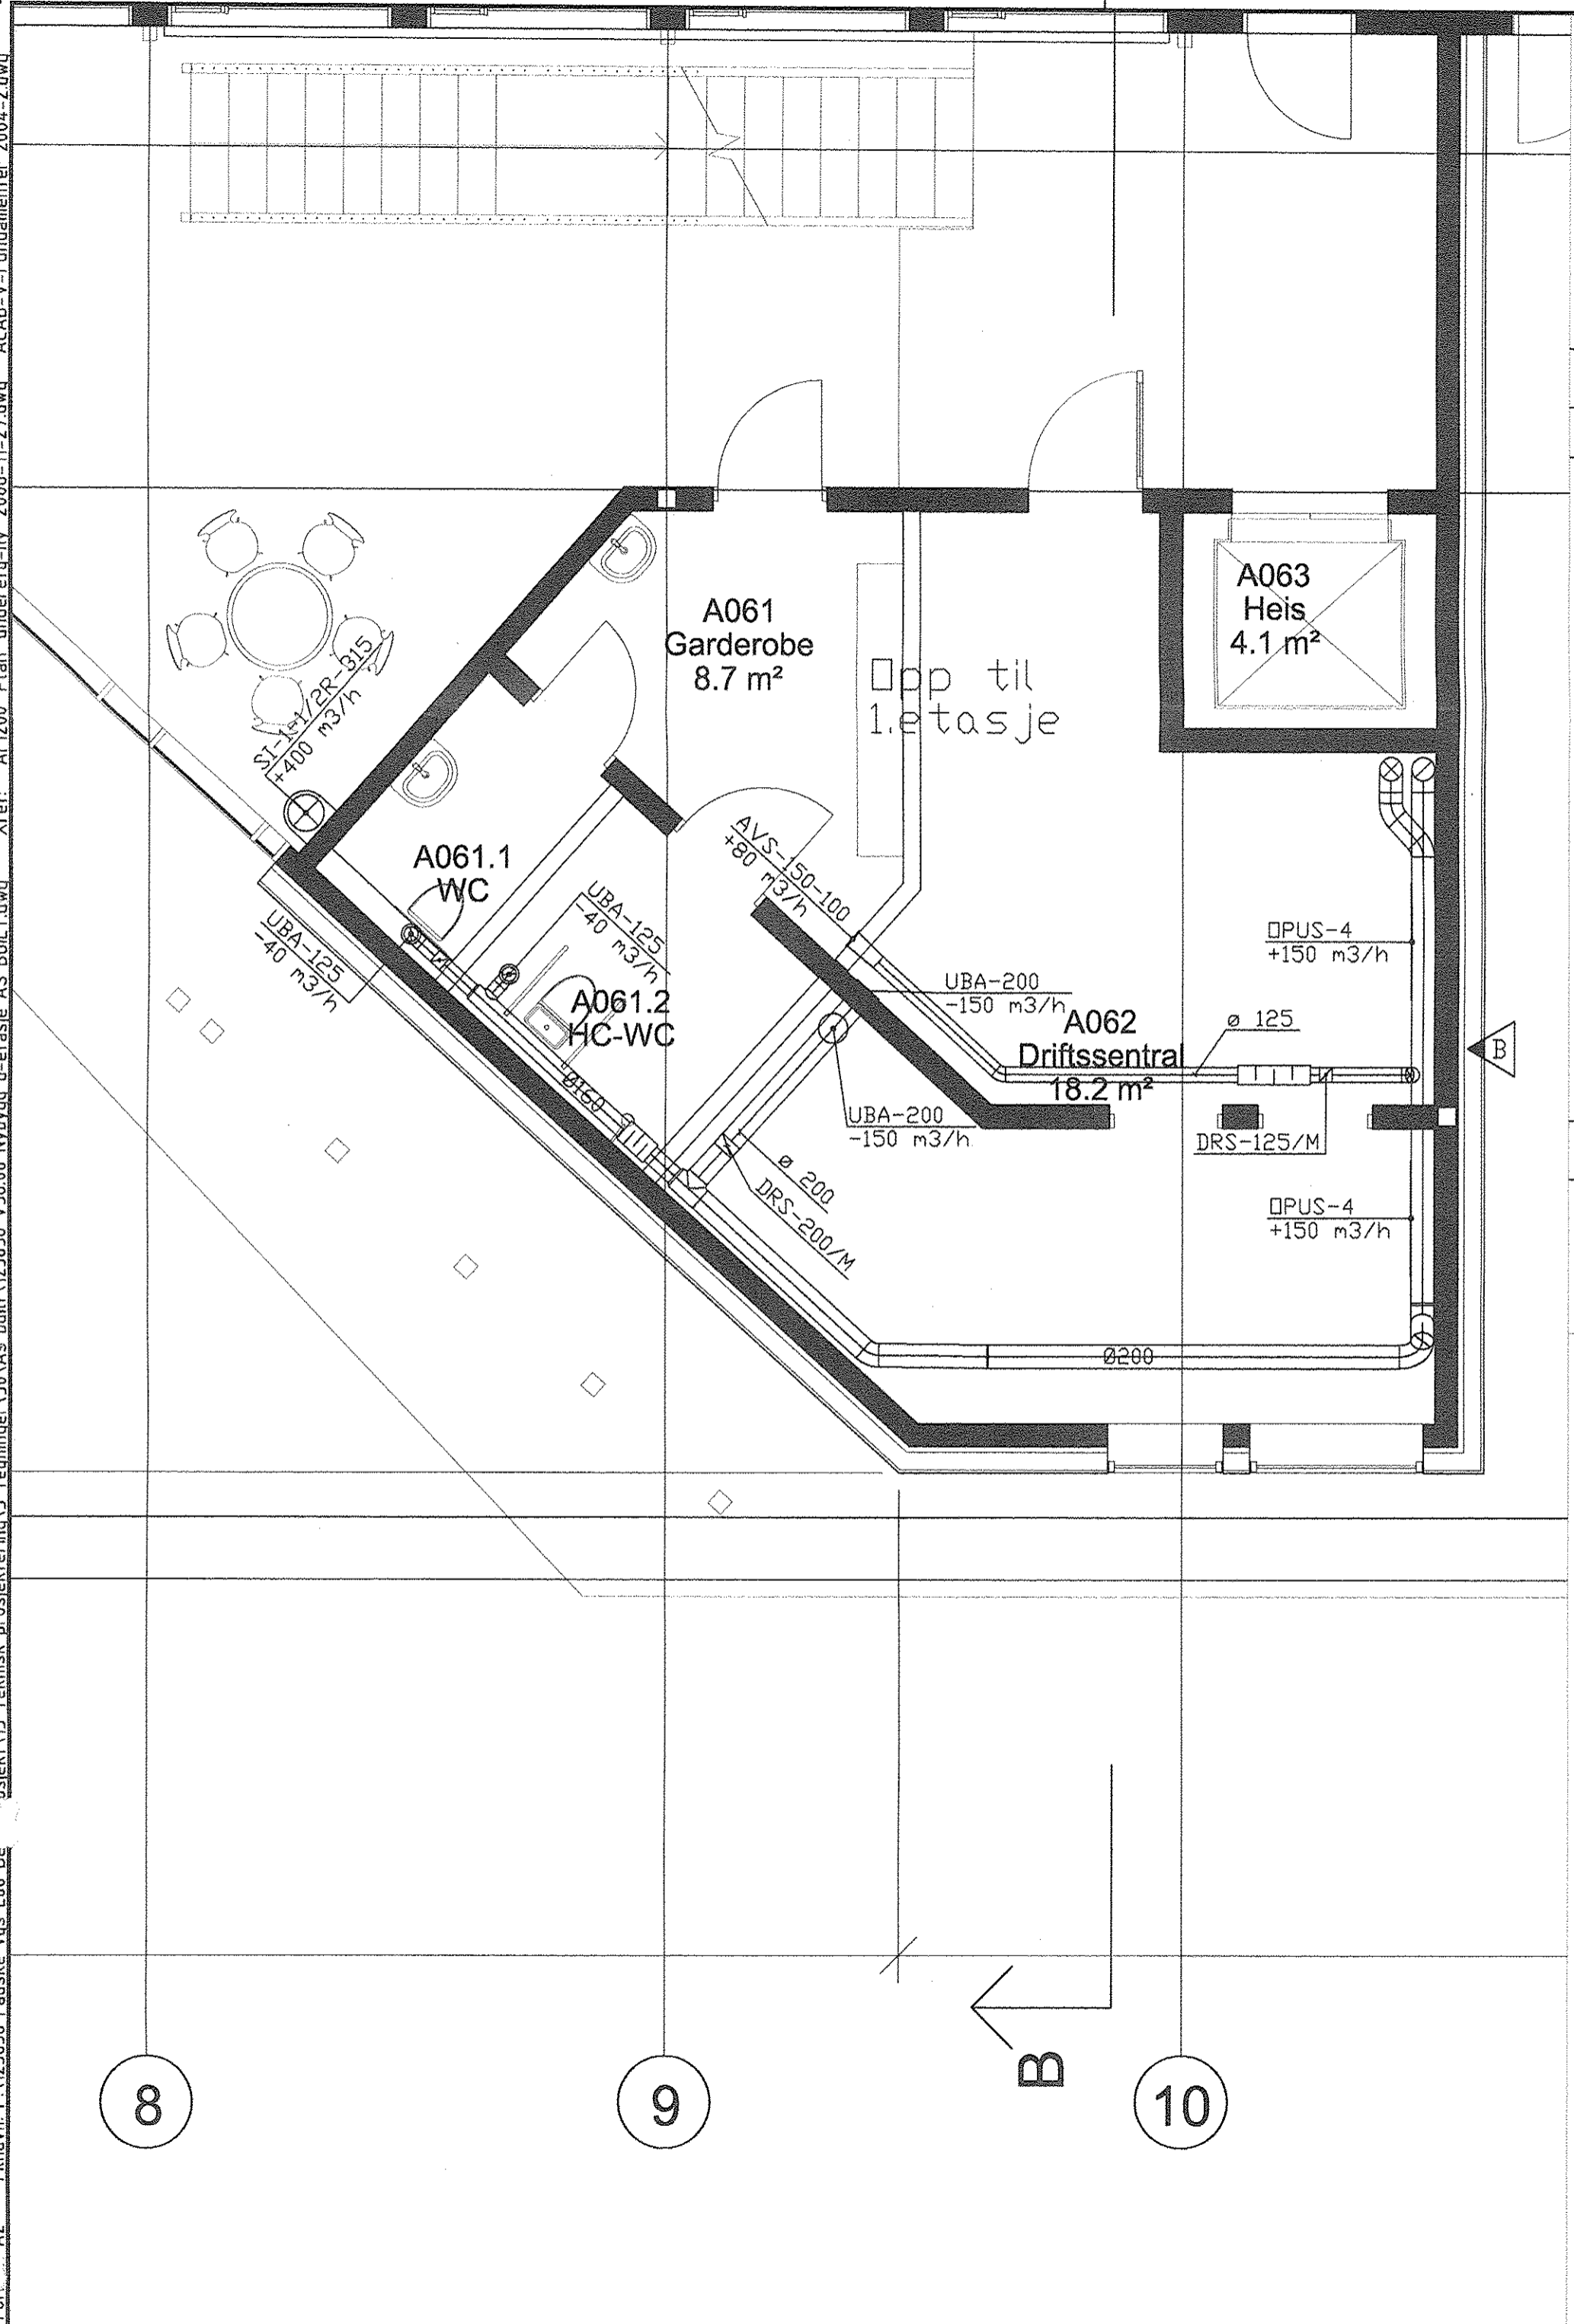 A061
Garderobe
8.7 m²
A063
Heis
4.1 m²
Opp til
1.etasje
SI-1-1/2R-315
+400 m3/h
A061.1
WC
AVS-150-100
+80 m3/h
UBA-125
-40 m3/h
UBA-125
-40 m3/h
A061.2
HC-WC
OPUS-4
+150 m3/h
UBA-200
-150 m3/h
A062
Driftssentral
18.2 m²
ø 125
B
Ø160
UBA-200
-150 m3/h
DRS-125/M
ø 200
DRS-200/M
OPUS-4
+150 m3/h
Ø200
B
8
9
10